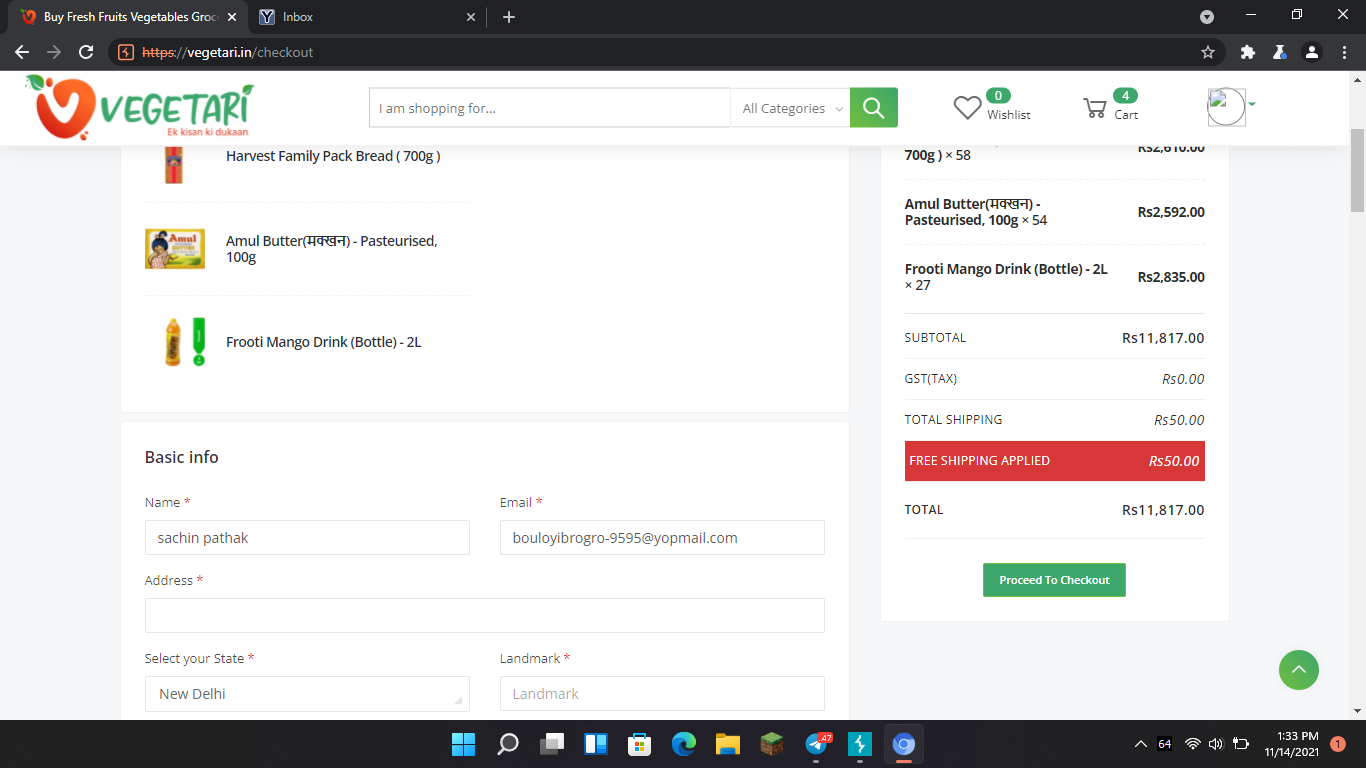 Buy Fresh Fruits Vegetables Groc
Inbox
https://vegetari.in/checkout
VEGETARI
Ek kisan ki dukaan
I am shopping for...
All Categories
0
Wishlist
4
Cart
Harvest Family Pack Bread ( 700g )
Amul
Amul Butter(मक्खन) - Pasteurised,
100g
Frooti Mango Drink (Bottle) - 2L
700g ) × 58
Rs2,610.00
Amul Butter(मक्खन) -
Pasteurised, 100g × 54
Rs2,592.00
Frooti Mango Drink (Bottle) - 2L
× 27
Rs2,835.00
SUBTOTAL
Rs11,817.00
GST(TAX)
Rs0.00
TOTAL SHIPPING
Rs50.00
FREE SHIPPING APPLIED
Rs50.00
TOTAL
Rs11,817.00
Proceed To Checkout
Basic info
Name *
Email *
sachin pathak
bouloyibrogro-9595@yopmail.com
Address *
Select your State *
Landmark *
New Delhi
Landmark
47
64
1:33 PM
11/14/2021
1